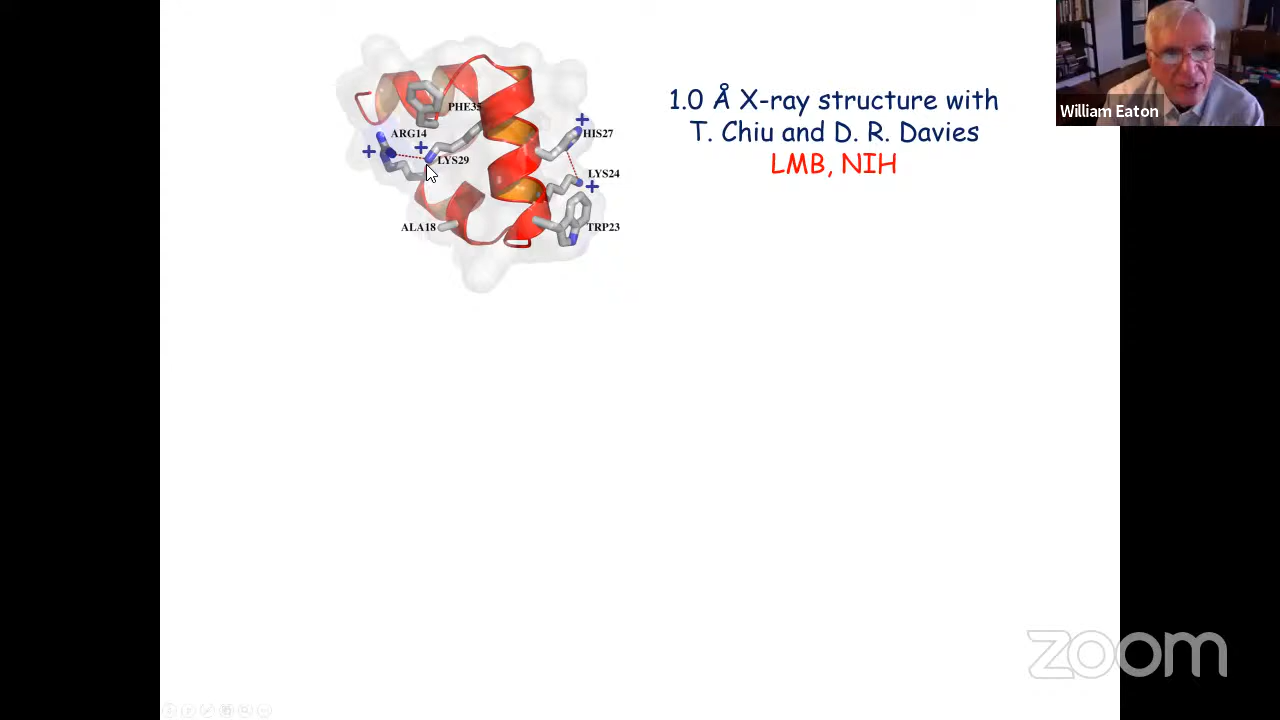 PHE35
ARG14
LYS29
HIS27
LYS24
ALA18
TRP23
1.0 Å X-ray structure with
T. Chiu and D. R. Davies
LMB, NIH
William Eaton
zoom